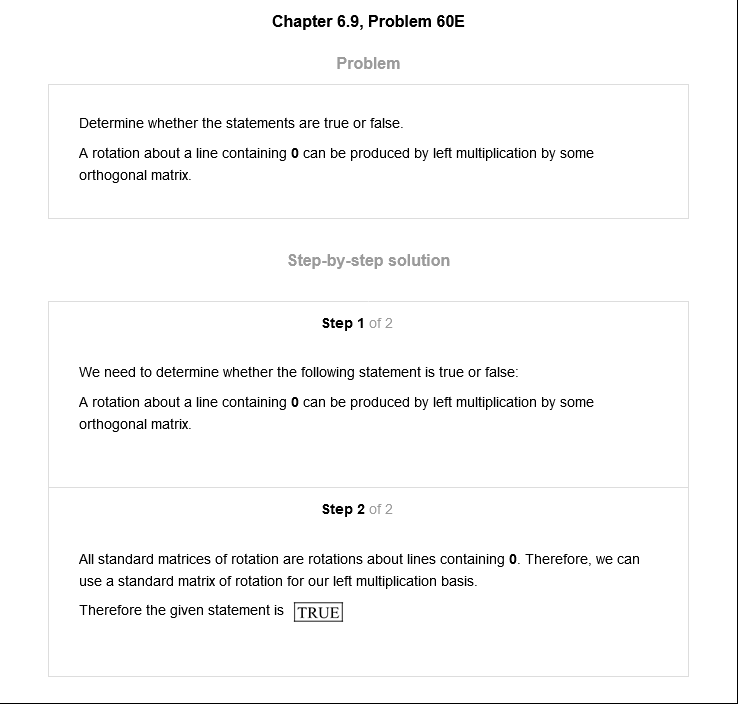 Chapter 6.9, Problem 60E
Problem
Determine whether the statements are true or false.
A rotation about a line containing 0 can be produced by left multiplication by some
orthogonal matrix.
Step-by-step solution
Step 1 of 2
We need to determine whether the following statement is true or false:
A rotation about a line containing 0 can be produced by left multiplication by some
orthogonal matrix.
Step 2 of 2
All standard matrices of rotation are rotations about lines containing 0. Therefore, we can
use a standard matrix of rotation for our left multiplication basis.
Therefore the given statement is TRUE